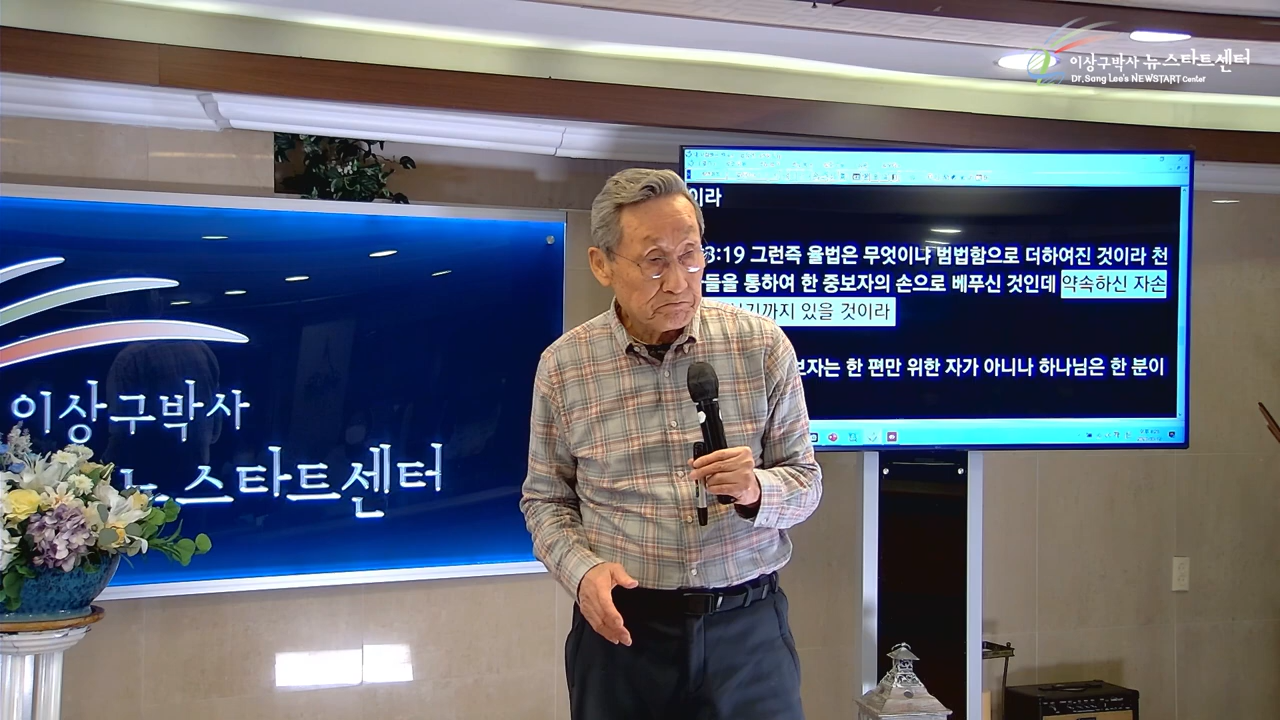 이상구박사 뉴스타트센터
Dr. Sang Lee's NEWSTART Center
이라
3:19 그런즉 율법은 무엇이냐 범법함으로 더하여진 것이라 천
들을 통하여 한 중보자의 손으로 베푸신 것인데 약속하신 자손
까지 있을 것이라
보자는 한 편만 위한 자가 아니나 하나님은 한 분이
이상구박사
뉴스타트센터